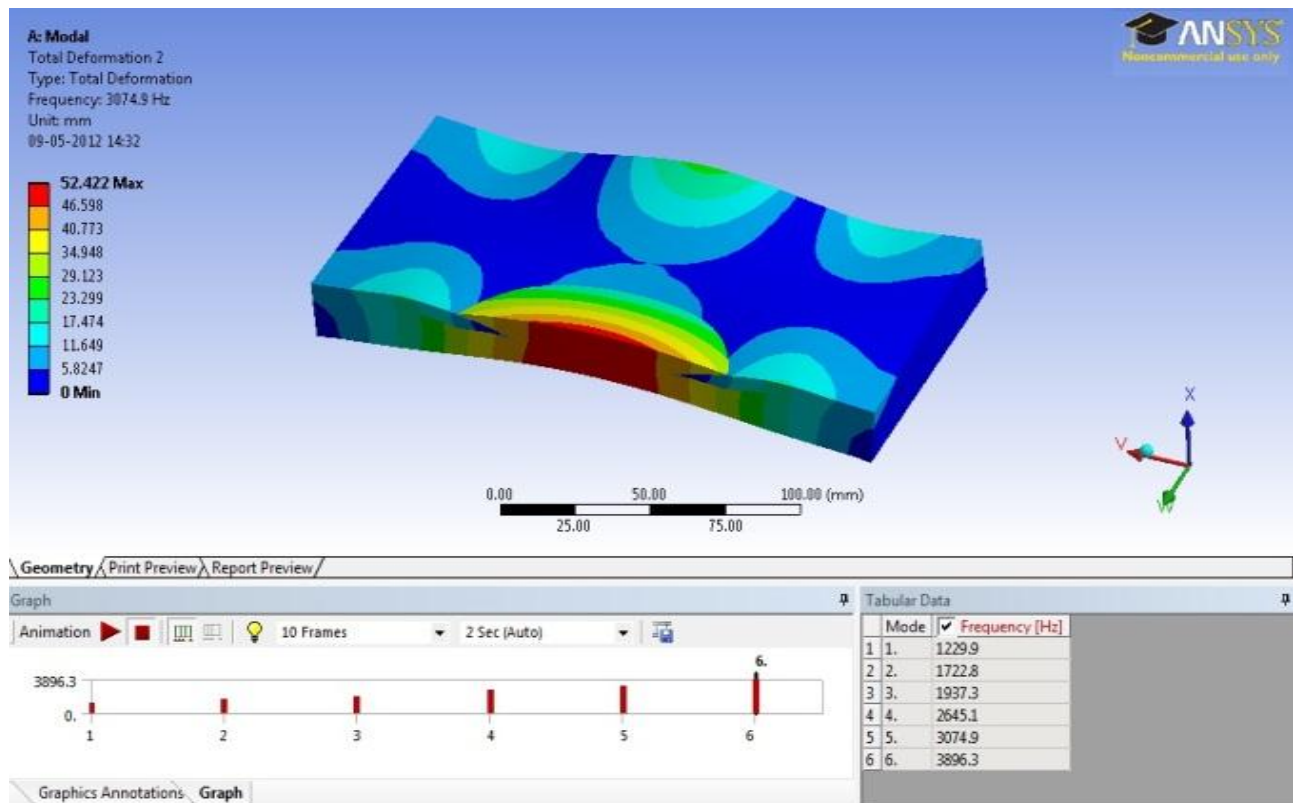 A: Modal
Total Deformation 2
Type: Total Deformation
Frequency: 3074.9 Hz
Unit: mm
09-05-2012 14:32
ANSYS
Noncommercial use only
52.422 Max
46.598
40.773
34.948
29.123
23.299
17.474
11.649
5.8247
0 Min
X
V
W
0.00 50.00 100.00 (mm)
25.00 75.00
Geometry Print Preview Report Preview
Graph
Animation 10 Frames 2 Sec (Auto)
6.
3896.3
0.
1 2 3 4 5 6
Graphics Annotations Graph
Tabular Data
Mode Frequency [Hz]
1 1. 1229.9
2 2. 1722.8
3 3. 1937.3
4 4. 2645.1
5 5. 3074.9
6 6. 3896.3